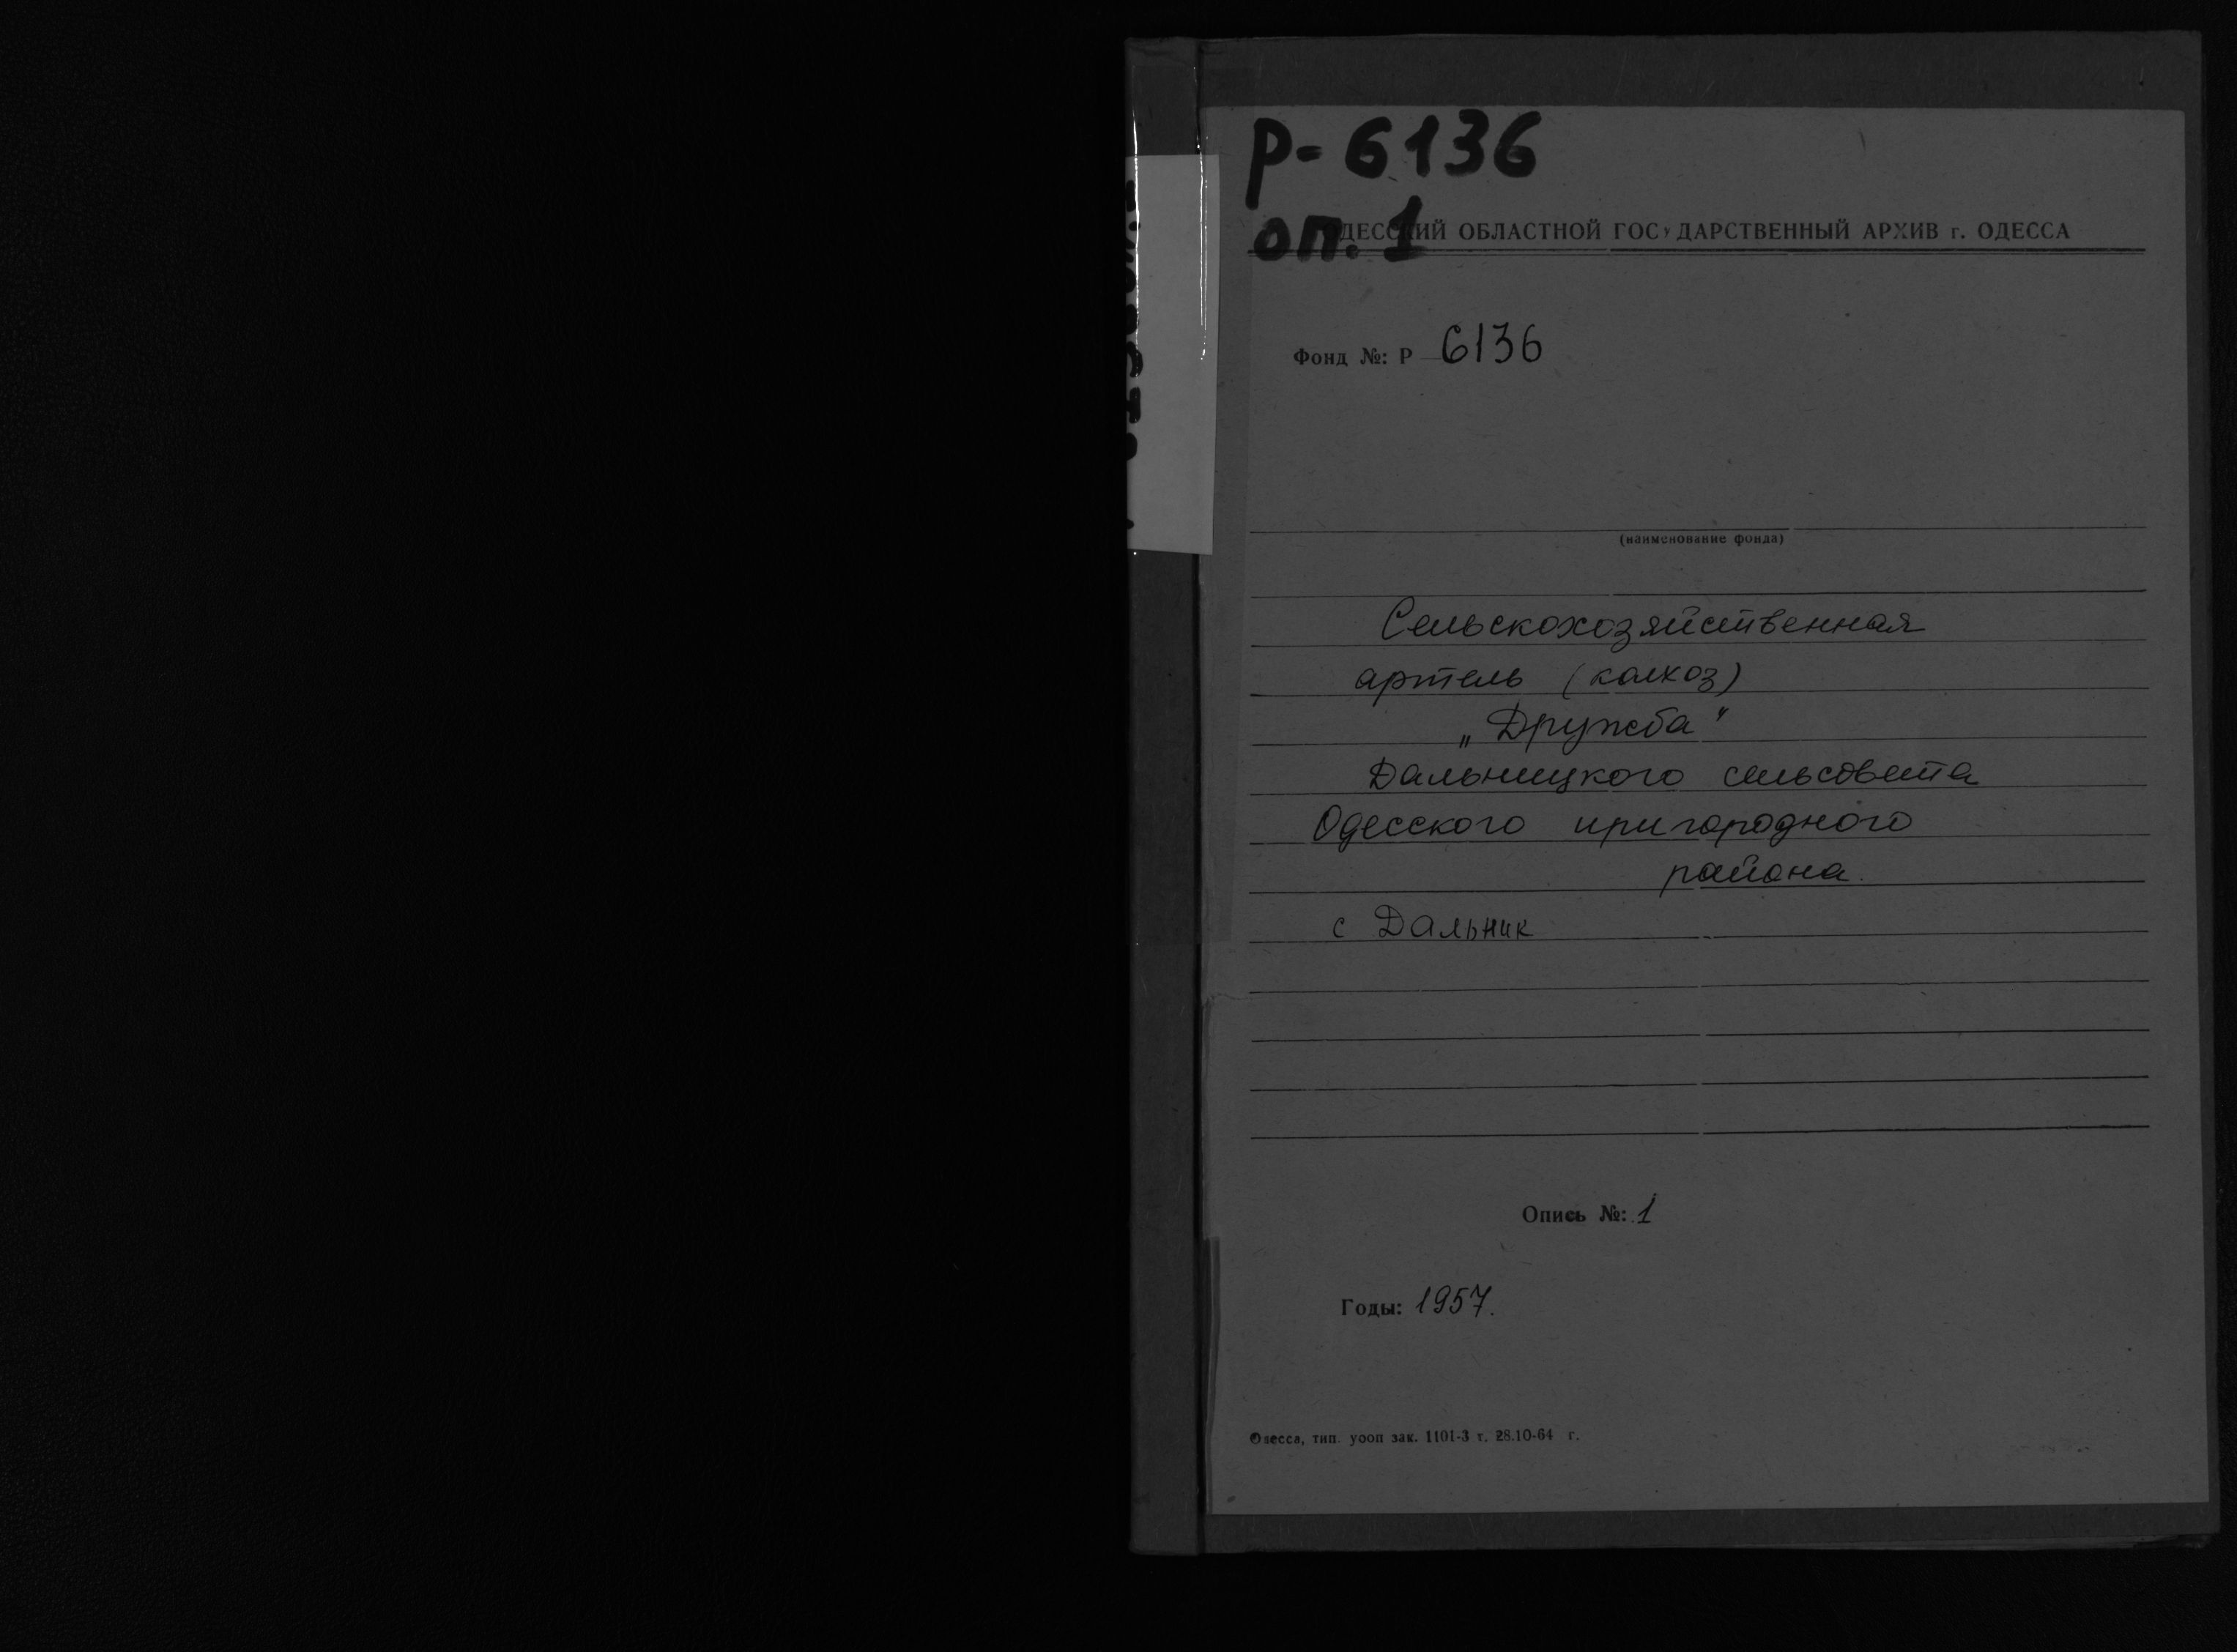 Р-6136
оп. 1
ОДЕССКИЙ ОБЛАСТНОЙ ГОСУДАРСТВЕННЫЙ АРХИВ г. ОДЕССА
Фонд №: Р 6136
(наименование фонда)
Сельскохозяйственная
артель (колхоз)
„Дружба"
Дальницкого сельсовета
Одесского пригородного
района.
с Дальник
Опись №: 1
Годы: 1957.
Одесса, тип. уооп зак. 1101-3 т. 28.10-64 г.